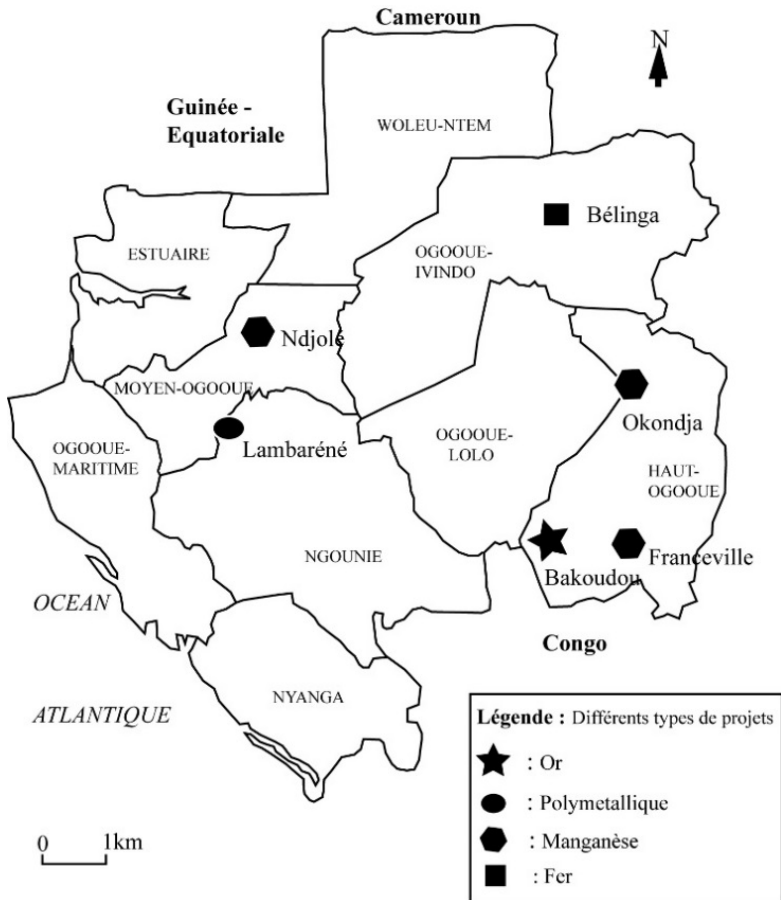 Cameroun
N
Guinée -
Equatoriale
WOLEU-NTEM
Bélinga
ESTUAIRE
OGOOUE-
IVINDO
Ndjolé
MOYEN-OGOOUE
Okondja
Lambaréné
OGOOUE-
MARITIME
OGOOUE-
LOLO
HAUT-
OGOOUE
Franceville
NGOUNIE
Bakoudou
OCEAN
Congo
NYANGA
ATLANTIQUE
Légende : Différents types de projets
: Or
: Polymetallique
: Manganèse
: Fer
0 1km